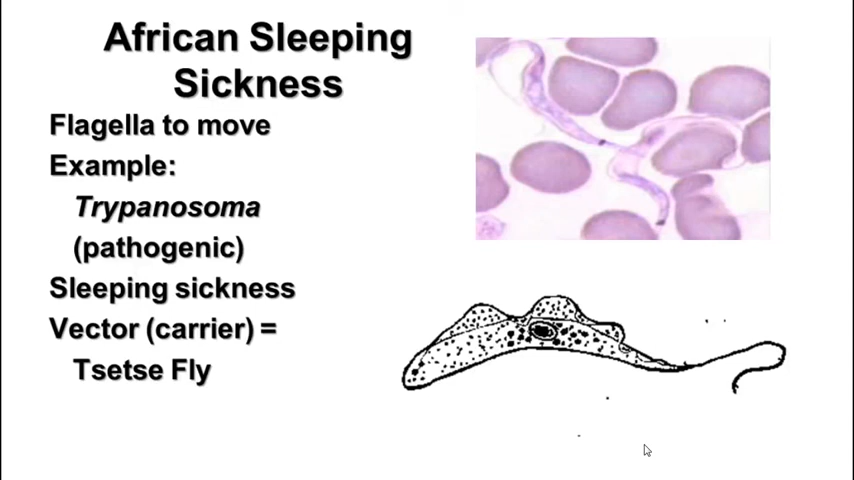 African Sleeping
Sickness
Flagella to move
Example:
Trypanosoma
(pathogenic)
Sleeping sickness
Vector (carrier) =
Tsetse Fly